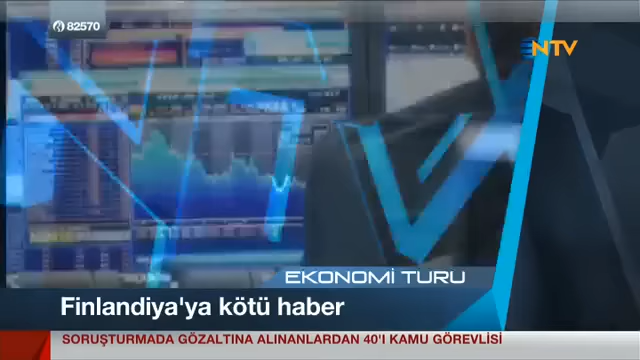 82570
NTV
EKONOMİ TURU
Finlandiya'ya kötü haber
SORUŞTURMADA GÖZALTINA ALINANLARDAN 40'I KAMU GÖREVLİSİ